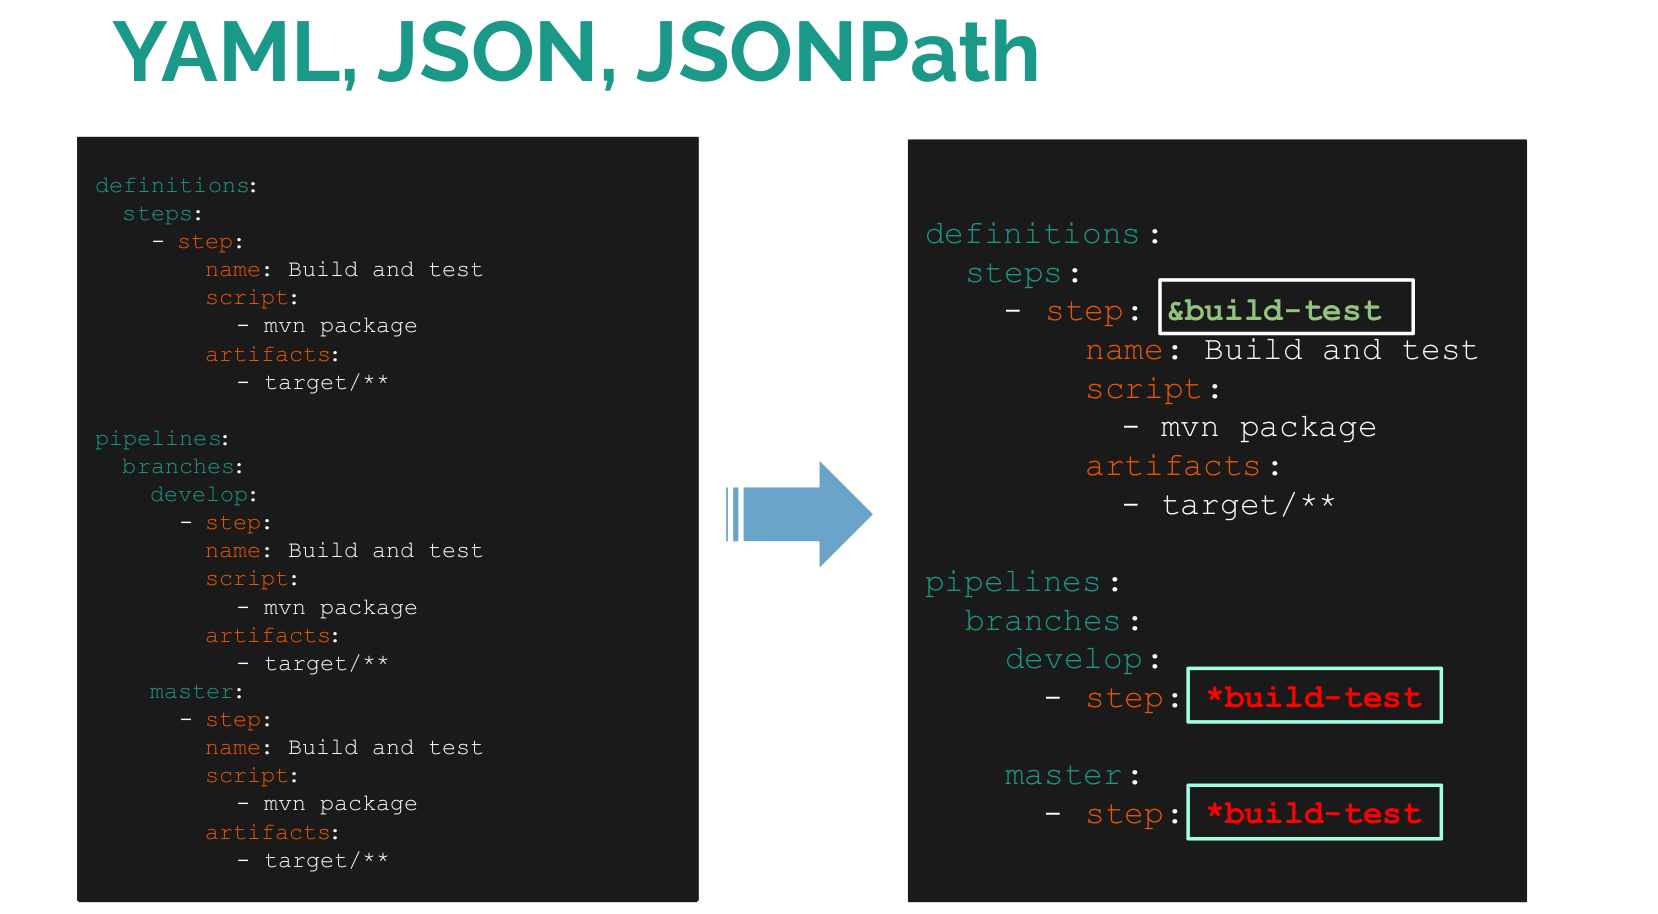 YAML, JSON, JSONPath
definitions:
  steps:
    - step:
        name: Build and test
        script:
          - mvn package
        artifacts:
          - target/**
pipelines:
  branches:
    develop:
      - step:
        name: Build and test
        script:
          - mvn package
        artifacts:
          - target/**
    master:
      - step:
        name: Build and test
        script:
          - mvn package
        artifacts:
          - target/**
definitions:
  steps:
    - step: &build-test
        name: Build and test
        script:
          - mvn package
        artifacts:
          - target/**
pipelines:
  branches:
    develop:
      - step: *build-test
    master:
      - step: *build-test